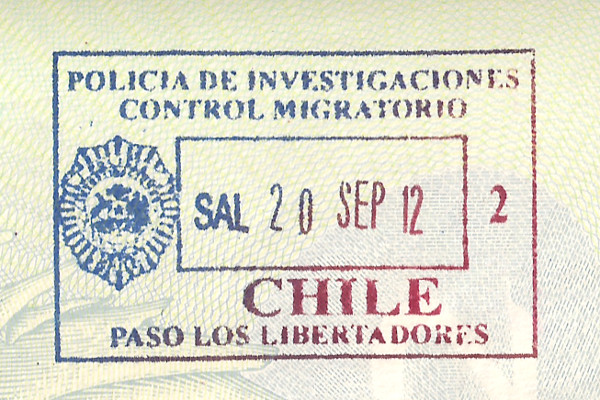 POLICIA DE INVESTIGACIONES
CONTROL MIGRATORIO
SAL 20 SEP 12
2
CHILE
PASO LOS LIBERTADORES